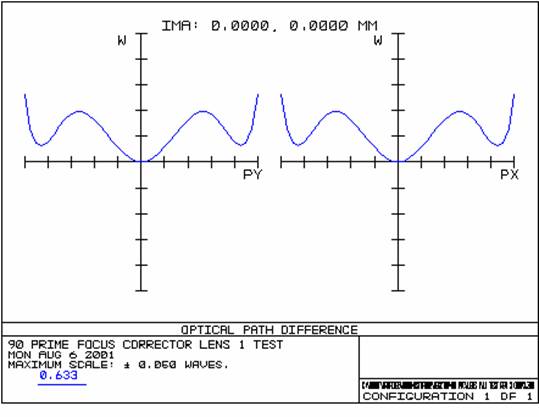 IMA: 0.0000, 0.0000 MM
W
W
PY
PX
OPTICAL PATH DIFFERENCE
90 PRIME FOCUS CORRECTOR LENS 1 TEST
MON AUG 6 2001
MAXIMUM SCALE: ± 0.050 WAVES.
0.633
CONFIGURATION 1 OF 1